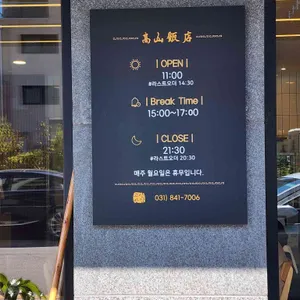 高山飯店
| OPEN |
11:00
#라스트오더 14:30
| Break Time |
15:00~17:00
| CLOSE |
21:30
#라스트오더 20:30
매주 월요일은 휴무입니다.
031) 841-7006